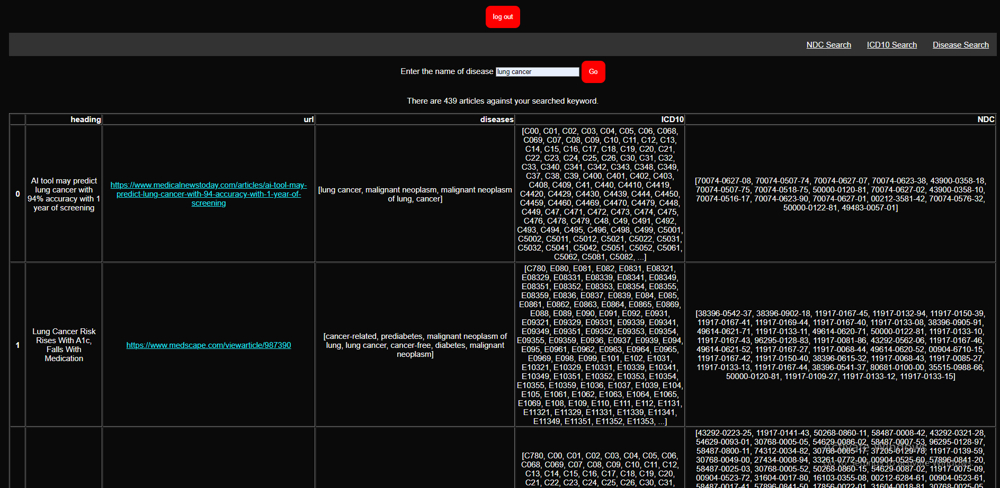 log out
NDC Search ICD10 Search Disease Search
Enter the name of disease lung cancer Go
There are 439 articles against your searched keyword.
heading url diseases ICD10 NDC
0
AI tool may predict
lung cancer with
94% accuracy with 1
year of screening
https://www.medicalnewstoday.com/articles/ai-tool-may-
predict-lung-cancer-with-94-accuracy-with-1-year-of-
screening
[lung cancer, malignant neoplasm, malignant neoplasm
of lung, cancer]
[C00, C01, C02, C03, C04, C05, C06, C068,
C069, C07, C08, C09, C10, C11, C12, C13,
C14, C15, C16, C17, C18, C19, C20, C21,
C22, C23, C24, C25, C26, C30, C31, C32,
C33, C340, C341, C342, C343, C348, C349,
C37, C38, C39, C400, C401, C402, C403,
C408, C409, C41, C440, C4410, C4419,
C4420, C4429, C4430, C4439, C444, C4450,
C4459, C4460, C4469, C4470, C4479, C448,
C449, C47, C471, C472, C473, C474, C475,
C476, C478, C479, C48, C49, C491, C492,
C493, C494, C495, C496, C498, C499, C5001,
C5002, C5011, C5012, C5021, C5022, C5031,
C5032, C5041, C5042, C5051, C5052, C5061,
C5062, C5081, C5082, ...]
[70074-0627-08, 70074-0507-74, 70074-0627-07, 70074-0623-38, 43900-0358-18,
70074-0507-75, 70074-0518-75, 50000-0120-81, 70074-0627-02, 43900-0358-10,
70074-0516-17, 70074-0623-90, 70074-0627-01, 00212-3581-42, 70074-0576-32,
50000-0122-81, 49483-0057-01]
1
Lung Cancer Risk
Rises With A1c,
Falls With
Medication
https://www.medscape.com/viewarticle/987390
[cancer-related, prediabetes, malignant neoplasm of
lung, lung cancer, cancer-free, diabetes, malignant
neoplasm]
[C780, E080, E081, E082, E0831, E08321,
E08329, E08331, E08339, E08341, E08349,
E08351, E08352, E08353, E08354, E08355,
E08359, E0836, E0837, E0839, E084, E085,
E0861, E0862, E0863, E0864, E0865, E0869,
E088, E089, E090, E091, E092, E0931,
E09321, E09329, E09331, E09339, E09341,
E09349, E09351, E09352, E09353, E09354,
E09355, E09359, E0936, E0937, E0939, E094,
E095, E0961, E0962, E0963, E0964, E0965,
E0969, E098, E099, E101, E102, E1031,
E10321, E10329, E10331, E10339, E10341,
E10349, E10351, E10352, E10353, E10354,
E10355, E10359, E1036, E1037, E1039, E104,
E105, E1061, E1062, E1063, E1064, E1065,
E1069, E108, E109, E110, E111, E112, E1131,
E11321, E11329, E11331, E11339, E11341,
E11349, E11351, E11352, E11353, ...]
[38396-0542-37, 38396-0902-18, 11917-0167-45, 11917-0132-94, 11917-0150-39,
11917-0167-41, 11917-0169-44, 11917-0167-40, 11917-0133-08, 38396-0905-91,
49614-0621-71, 11917-0133-11, 49614-0620-71, 50000-0122-81, 11917-0133-10,
11917-0167-43, 96295-0128-83, 11917-0081-86, 43292-0562-06, 11917-0167-46,
49614-0621-52, 11917-0167-27, 11917-0068-44, 49614-0620-52, 00904-6710-15,
11917-0167-42, 11917-0150-40, 38396-0615-32, 11917-0068-43, 11917-0085-27,
11917-0133-13, 11917-0167-44, 38396-0541-37, 80681-0100-00, 35515-0988-66,
50000-0120-81, 11917-0109-27, 11917-0133-12, 11917-0133-15]
[C780, C00, C01, C02, C03, C04, C05, C06,
C068, C069, C07, C08, C09, C10, C11, C12,
C13, C14, C15, C16, C17, C18, C19, C20,
C21, C22, C23, C24, C25, C26, C30, C31,
[43292-0223-25, 11917-0141-43, 50268-0860-11, 58487-0008-42, 43292-0321-28,
54629-0093-01, 30768-0005-05, 54629-0086-02, 58487-0007-53, 96295-0128-97,
58487-0800-11, 74312-0034-82, 30768-0005-17, 37205-0129-78, 11917-0139-59,
30768-0049-00, 27434-0008-94, 33261-0772-00, 00904-0525-60, 57896-0841-20,
58487-0025-03, 30768-0005-52, 50268-0860-15, 54629-0087-02, 11917-0075-09,
00904-0523-72, 31604-0017-80, 16103-0355-08, 00212-6284-61, 00904-0523-61,
58487-0017-41, 57896-0841-50, 17856-0022-01, 31604-0018-81, 30768-0025-05,
Activate Windows
Go to Settings to activate Windows.